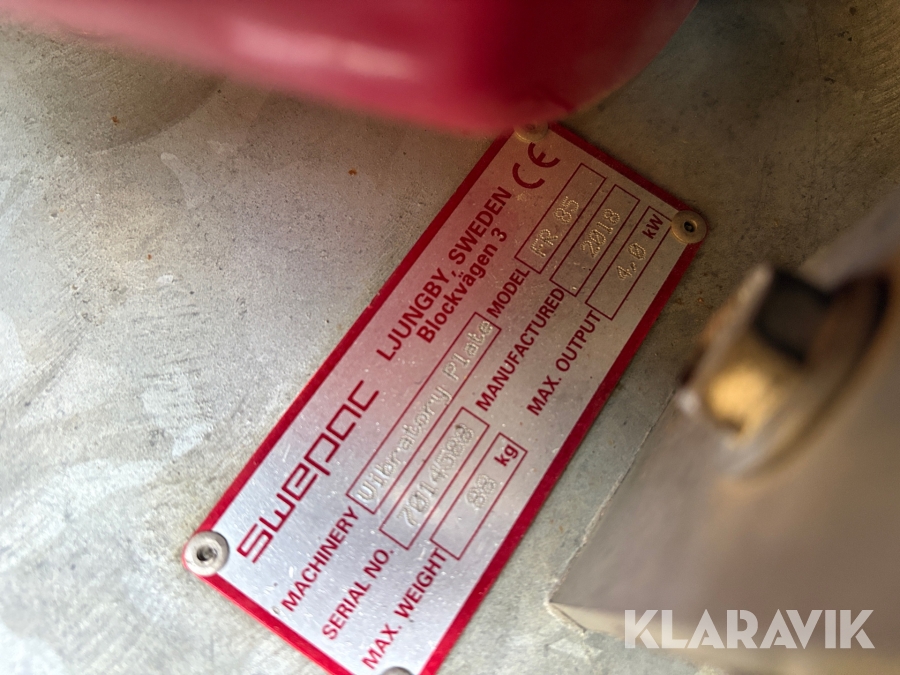 swepac LJUNGBY, SWEDEN CE
Blockvägen 3
MACHINERY Vibratory Plate MODEL FR 85
SERIAL NO. 7014588 MANUFACTURED 2018
MAX. WEIGHT 88 kg MAX. OUTPUT 4.0 kW
KLARAVIK